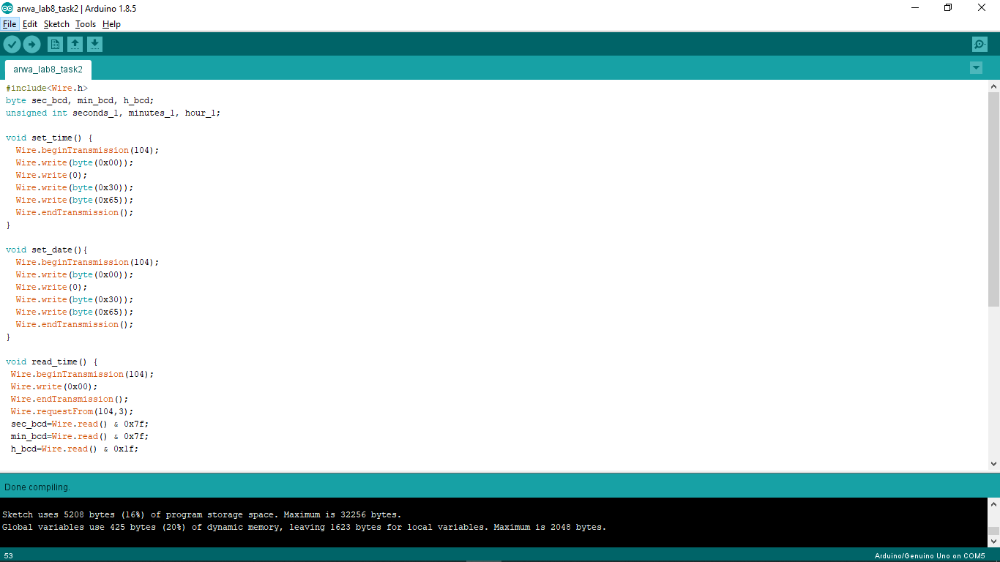 arwa_lab8_task2 | Arduino 1.8.5
File Edit Sketch Tools Help
arwa_lab8_task2
#include<Wire.h>
byte sec_bcd, min_bcd, h_bcd;
unsigned int seconds_1, minutes_1, hour_1;
void set_time() {
  Wire.beginTransmission(104);
  Wire.write(byte(0x00));
  Wire.write(0);
  Wire.write(byte(0x30));
  Wire.write(byte(0x65));
  Wire.endTransmission();
}
void set_date(){
  Wire.beginTransmission(104);
  Wire.write(byte(0x00));
  Wire.write(0);
  Wire.write(byte(0x30));
  Wire.write(byte(0x65));
  Wire.endTransmission();
}
void read_time() {
 Wire.beginTransmission(104);
 Wire.write(0x00);
 Wire.endTransmission();
 Wire.requestFrom(104,3);
 sec_bcd=Wire.read() & 0x7f;
 min_bcd=Wire.read() & 0x7f;
 h_bcd=Wire.read() & 0x1f;
Done compiling.
Sketch uses 5208 bytes (16%) of program storage space. Maximum is 32256 bytes.
Global variables use 425 bytes (20%) of dynamic memory, leaving 1623 bytes for local variables. Maximum is 2048 bytes.
53
Arduino/Genuino Uno on COM5